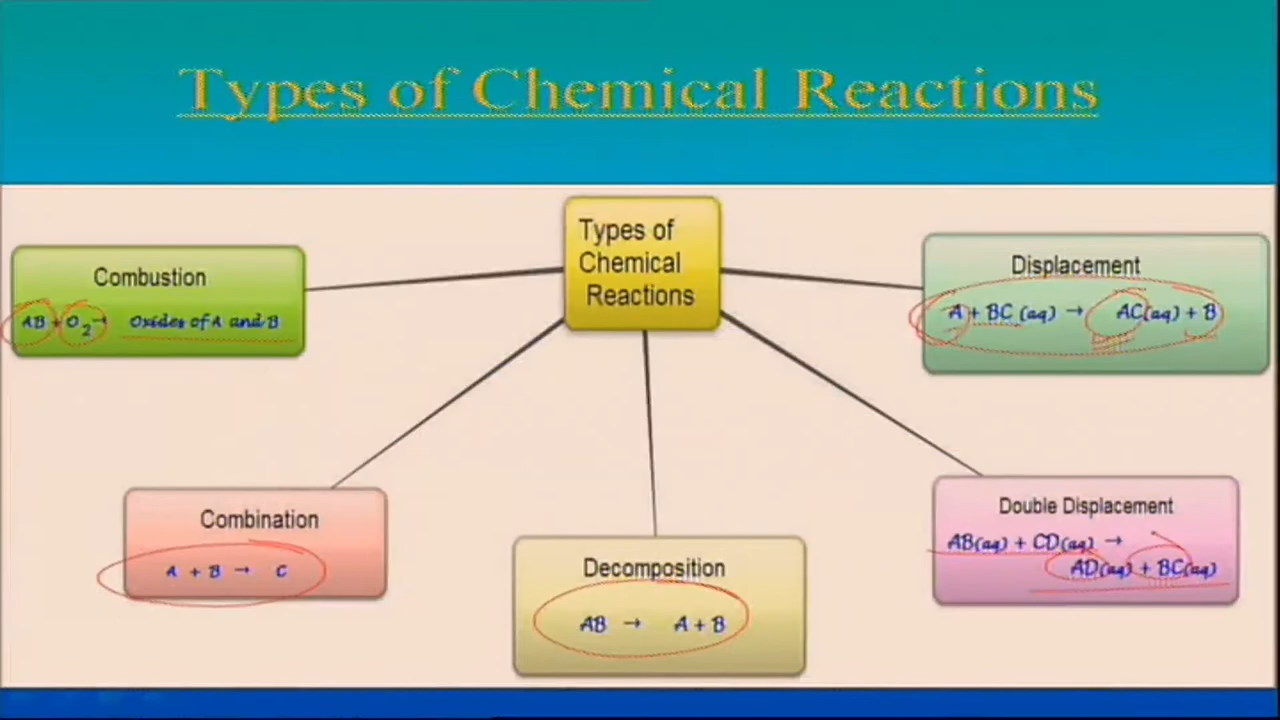 Types of Chemical Reactions
Types of
Chemical
Reactions
Combustion
AB + O2 → Oxides of A and B
Displacement
A + BC (aq) → AC(aq) + B
Combination
A + B → C
Decomposition
AB → A + B
Double Displacement
AB(aq) + CD(aq) →
AD(aq) + BC(aq)